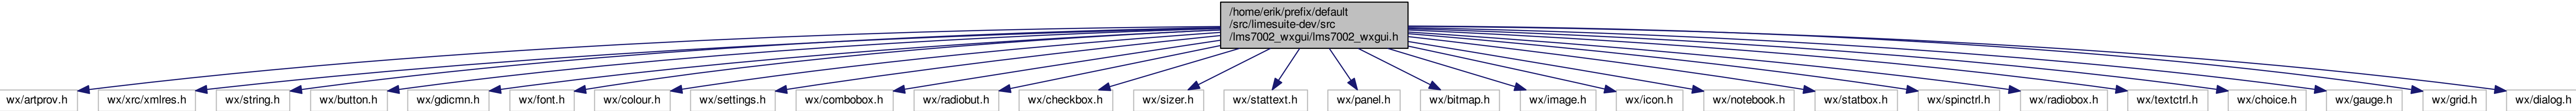 /home/erik/prefix/default
/src/limesuite-dev/src
/lms7002_wxgui/lms7002_wxgui.h
wx/artprov.h
wx/xrc/xmlres.h
wx/string.h
wx/button.h
wx/gdicmn.h
wx/font.h
wx/colour.h
wx/settings.h
wx/combobox.h
wx/radiobut.h
wx/checkbox.h
wx/sizer.h
wx/stattext.h
wx/panel.h
wx/bitmap.h
wx/image.h
wx/icon.h
wx/notebook.h
wx/statbox.h
wx/spinctrl.h
wx/radiobox.h
wx/textctrl.h
wx/choice.h
wx/gauge.h
wx/grid.h
wx/dialog.h